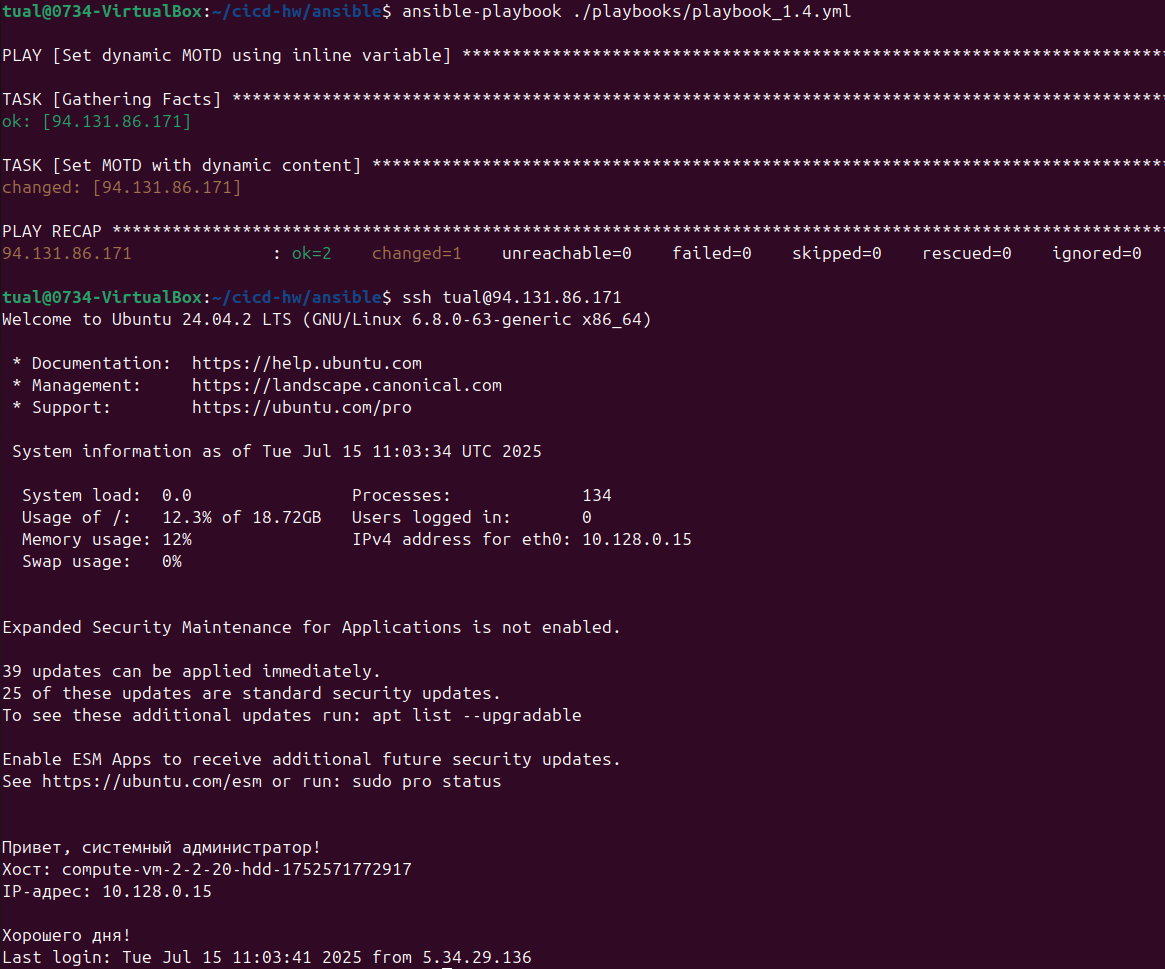 tual@0734-VirtualBox:~/cicd-hw/ansible$ ansible-playbook ./playbooks/playbook_1.4.yml
PLAY [Set dynamic MOTD using inline variable] **********************************************************************
TASK [Gathering Facts] *********************************************************************************************
ok: [94.131.86.171]
TASK [Set MOTD with dynamic content] *******************************************************************************
changed: [94.131.86.171]
PLAY RECAP *********************************************************************************************************
94.131.86.171              : ok=2    changed=1    unreachable=0    failed=0    skipped=0    rescued=0    ignored=0
tual@0734-VirtualBox:~/cicd-hw/ansible$ ssh tual@94.131.86.171
Welcome to Ubuntu 24.04.2 LTS (GNU/Linux 6.8.0-63-generic x86_64)
 * Documentation:  https://help.ubuntu.com
 * Management:     https://landscape.canonical.com
 * Support:        https://ubuntu.com/pro
 System information as of Tue Jul 15 11:03:34 UTC 2025
  System load:  0.0                Processes:             134
  Usage of /:   12.3% of 18.72GB   Users logged in:       0
  Memory usage: 12%                IPv4 address for eth0: 10.128.0.15
  Swap usage:   0%
Expanded Security Maintenance for Applications is not enabled.
39 updates can be applied immediately.
25 of these updates are standard security updates.
To see these additional updates run: apt list --upgradable
Enable ESM Apps to receive additional future security updates.
See https://ubuntu.com/esm or run: sudo pro status
Привет, системный администратор!
Хост: compute-vm-2-2-20-hdd-1752571772917
IP-адрес: 10.128.0.15
Хорошего дня!
Last login: Tue Jul 15 11:03:41 2025 from 5.34.29.136